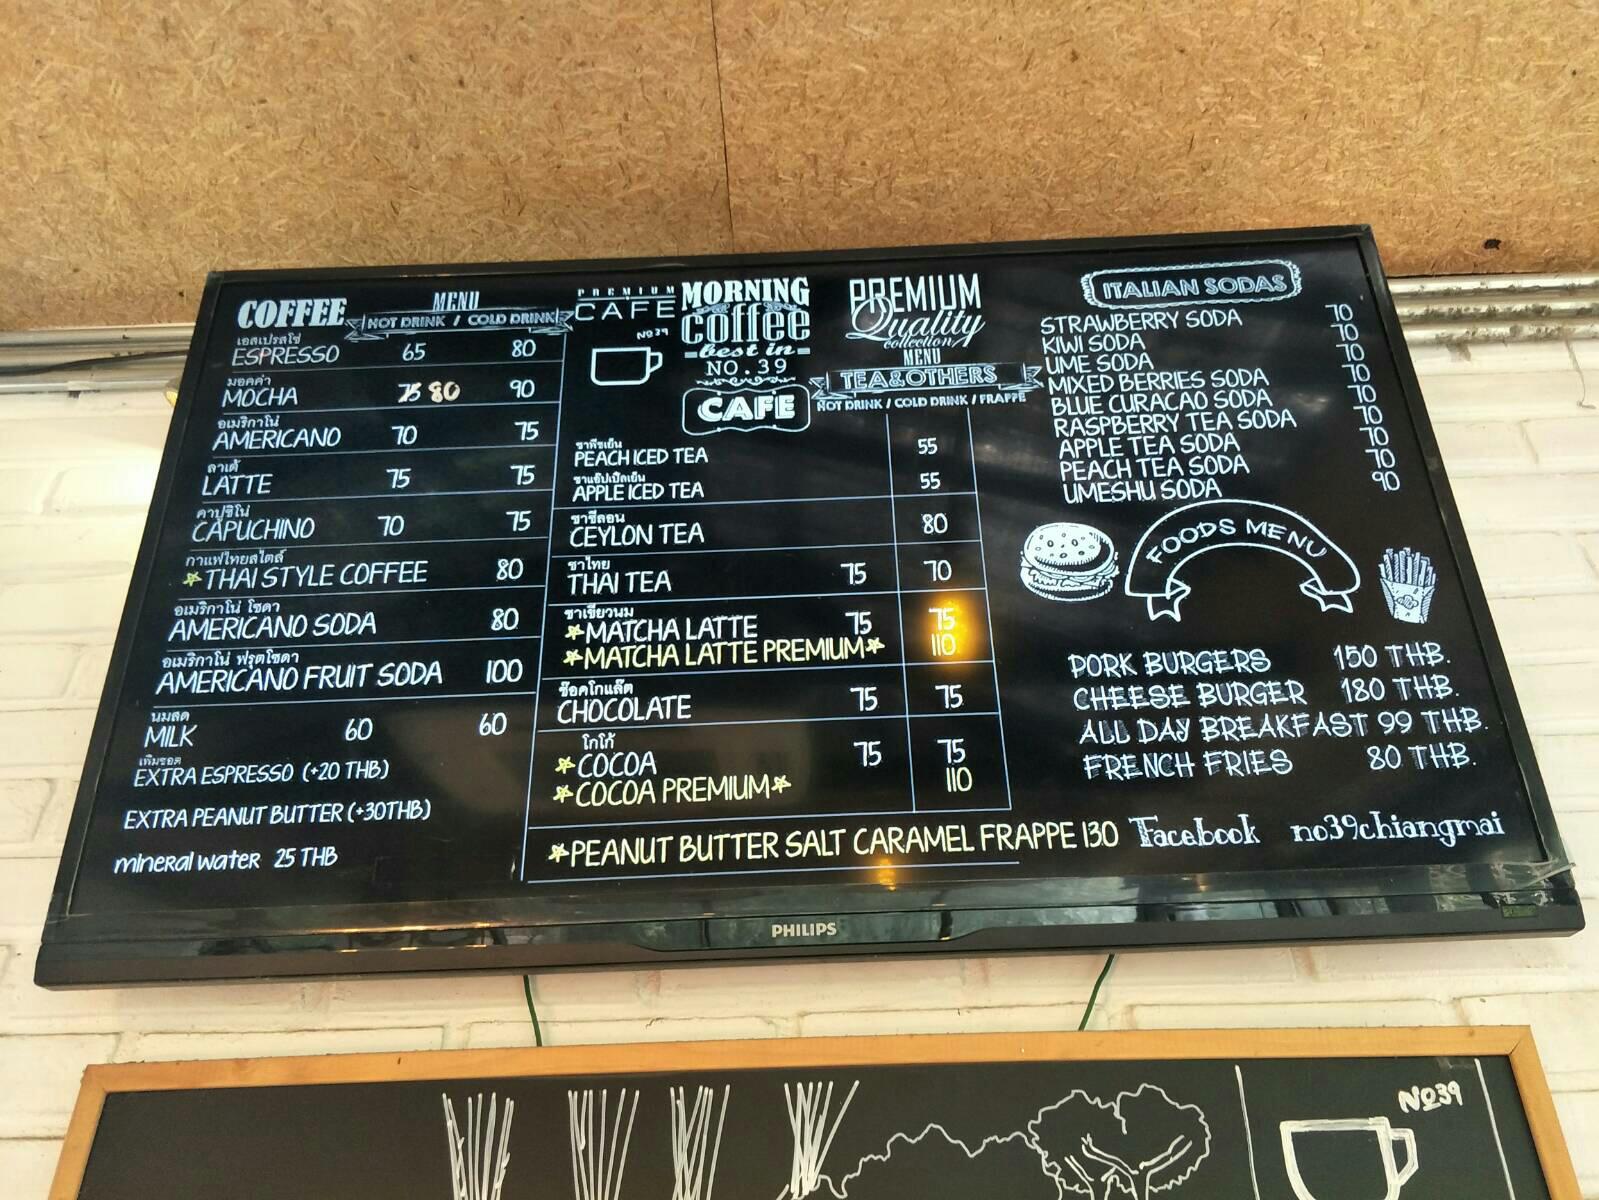 COFFEE
MENU
HOT DRINK / COLD DRINK
เอสเปรสโซ่
ESPRESSO 65 80
มอคค่า
MOCHA 75 80 90
อเมริกาโน่
AMERICANO 70 75
ลาเต้
LATTE 75 75
คาปูชิโน่
CAPUCHINO 70 75
กาแฟไทยสไตล์
THAI STYLE COFFEE 80
อเมริกาโน่ โซดา
AMERICANO SODA 80
อเมริกาโน่ ฟรุตโซดา
AMERICANO FRUIT SODA 100
นมสด
MILK 60 60
เพิ่มชอต
EXTRA ESPRESSO (+20 THB)
EXTRA PEANUT BUTTER (+30THB)
mineral water 25 THB
PREMIUM
CAFE
No39
MORNING
coffee
best in
NO.39
CAFE
PREMIUM
Quality
collection
MENU
TEA&OTHERS
HOT DRINK / COLD DRINK / FRAPPE
ชาพีชเย็น
PEACH ICED TEA 55
ชาแอ๊ปเปิ้ลเย็น
APPLE ICED TEA 55
ชาซีลอน
CEYLON TEA 80
ชาไทย
THAI TEA 75 70
ชาเขียวนม
MATCHA LATTE 75 75
MATCHA LATTE PREMIUM 110
ช๊อคโกแล๊ต
CHOCOLATE 75 75
โกโก้
COCOA 75 75
COCOA PREMIUM 110
PEANUT BUTTER SALT CARAMEL FRAPPE 130
ITALIAN SODAS
STRAWBERRY SODA 70
KIWI SODA 70
UME SODA 70
MIXED BERRIES SODA 70
BLUE CURACAO SODA 70
RASPBERRY TEA SODA 70
APPLE TEA SODA 70
PEACH TEA SODA 70
UMESHU SODA 90
FOODS MENU
PORK BURGERS 150 THB.
CHEESE BURGER 180 THB.
ALL DAY BREAKFAST 99 THB.
FRENCH FRIES 80 THB.
Facebook no39chiangmai
PHILIPS
No39